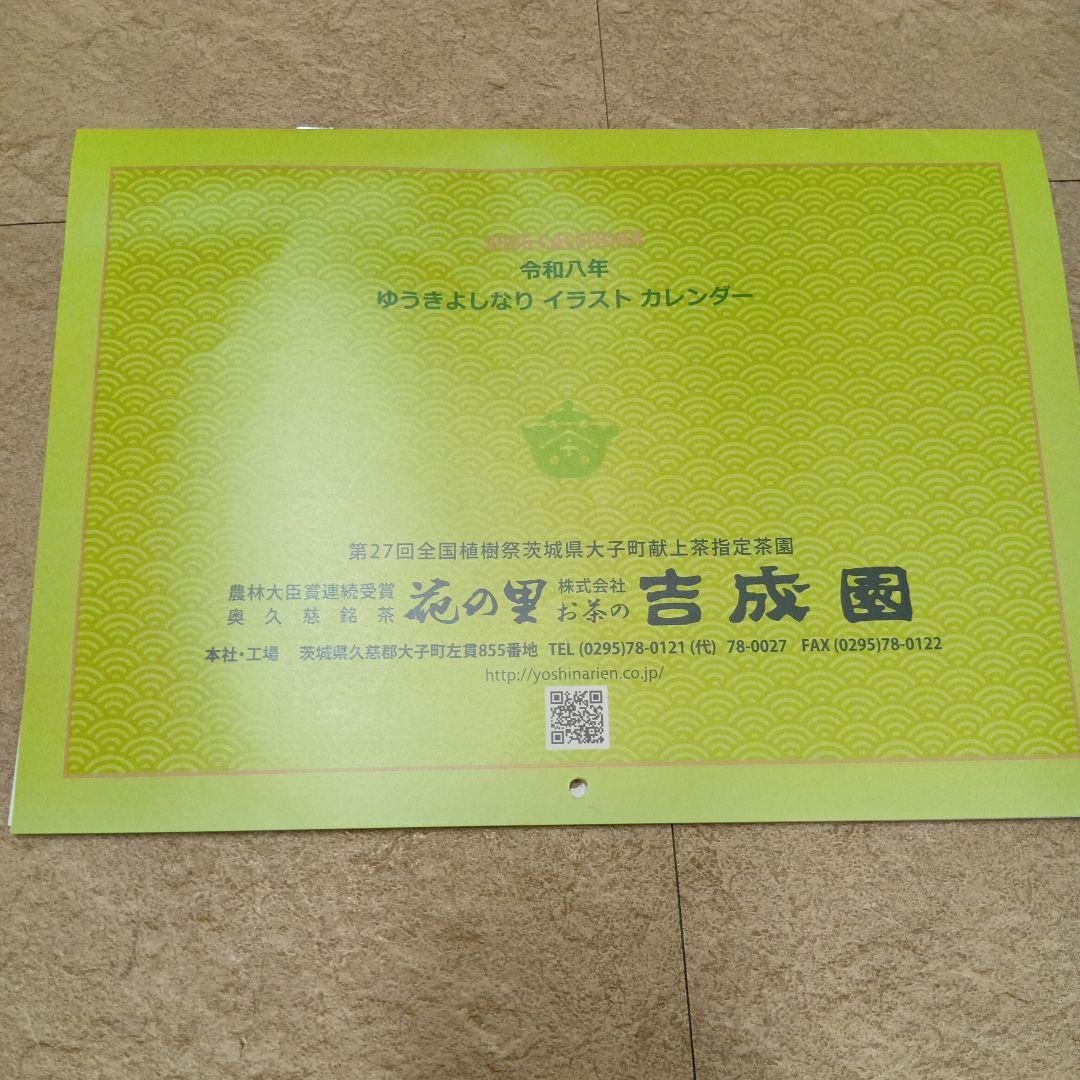 2026 CALENDAR
令和八年
ゆうきよしなり イラスト カレンダー
茶
第27回全国植樹祭茨城県大子町献上茶指定茶園
農林大臣賞連続受賞
奥久慈銘茶
花の里
株式会社
お茶の
吉成園
本社・工場 茨城県久慈郡大子町左貫855番地 TEL (0295)78-0121 (代) 78-0027 FAX (0295)78-0122
http://yoshinarien.co.jp/